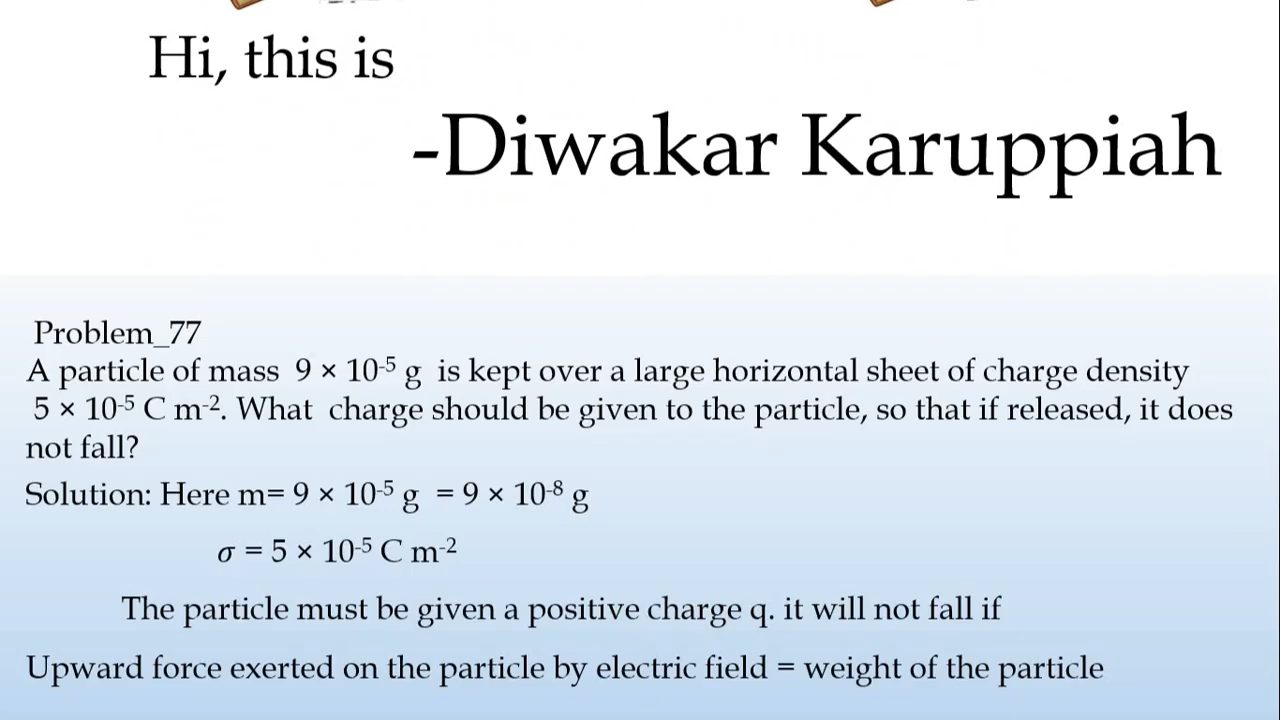 Hi, this is
-Diwakar Karuppiah
Problem_77
A particle of mass 9 × 10⁻⁵ g is kept over a large horizontal sheet of charge density
5 × 10⁻⁵ C m⁻². What charge should be given to the particle, so that if released, it does
not fall?
Solution: Here m= 9 × 10⁻⁵ g = 9 × 10⁻⁸ g
σ = 5 × 10⁻⁵ C m⁻²
The particle must be given a positive charge q. it will not fall if
Upward force exerted on the particle by electric field = weight of the particle